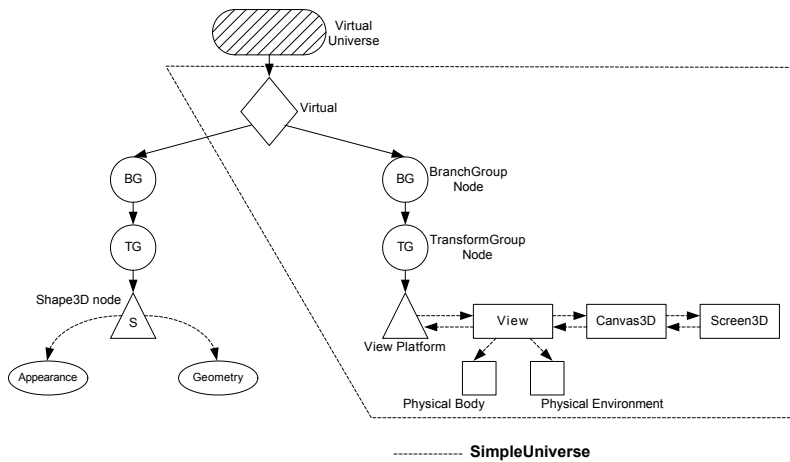 Virtual
Universe
Virtual
BG
BG
BranchGroup
Node
TG
TG
TransformGroup
Node
Shape3D node
S
View
Canvas3D
Screen3D
View Platform
Appearance
Geometry
Physical Body
Physical Environment
SimpleUniverse